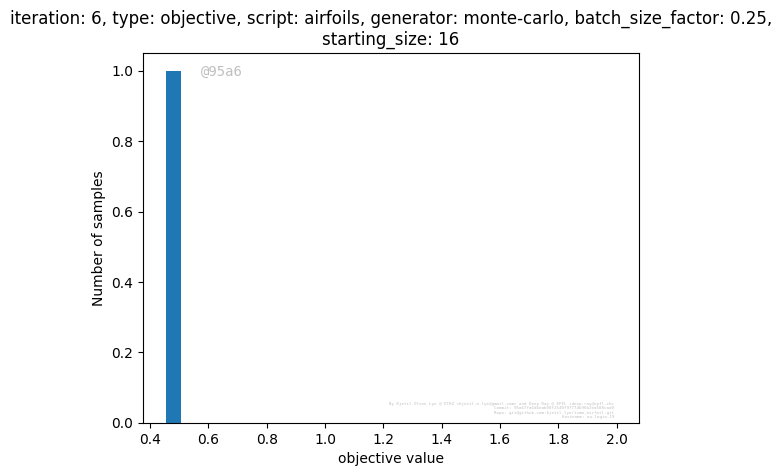 iteration: 6, type: objective, script: airfoils, generator: monte-carlo, batch_size_factor: 0.25,
starting_size: 16
@95a6
1.0
0.8
0.6
0.4
0.2
0.0
Number of samples
0.4 0.6 0.8 1.0 1.2 1.4 1.6 1.8 2.0
objective value